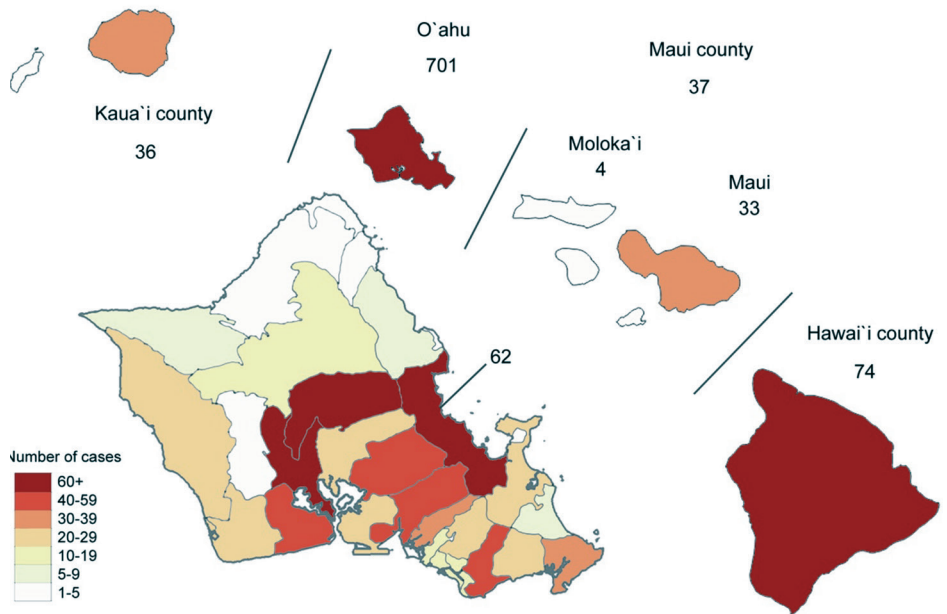 O`ahu
701
Maui county
37
Kaua`i county
36
Moloka`i
4
Maui
33
Hawai`i county
74
62
Number of cases
60+
40-59
30-39
20-29
10-19
5-9
1-5